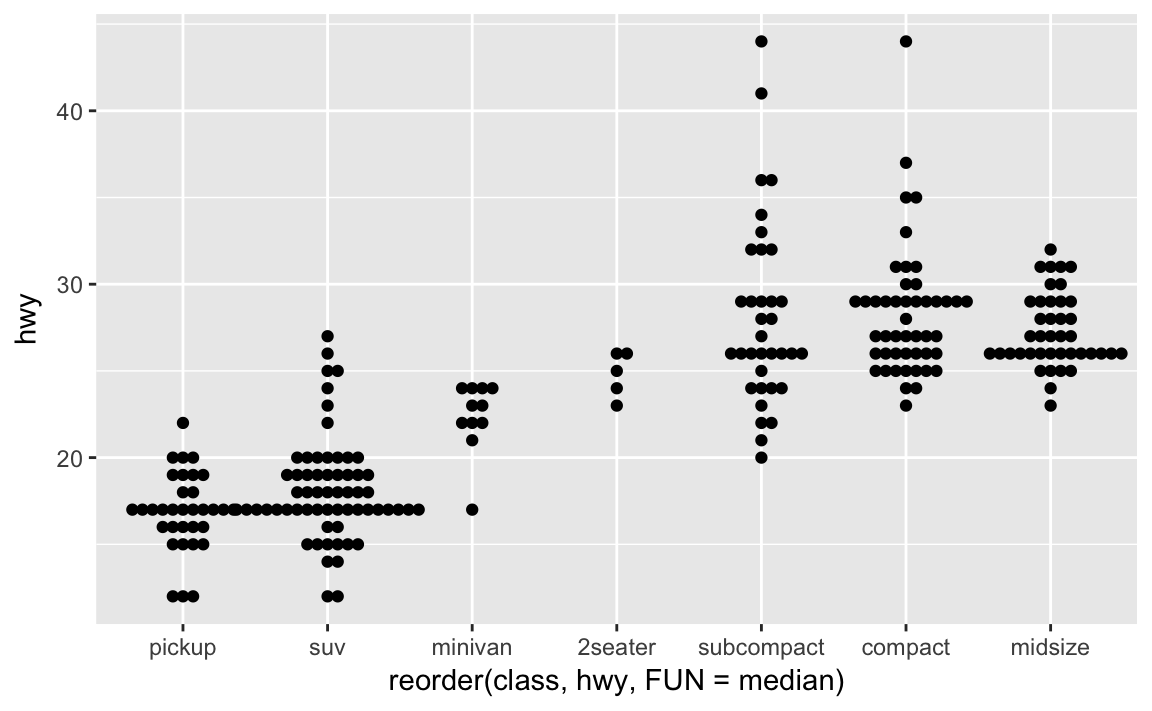 hwy
40
30
20
pickup suv minivan 2seater subcompact compact midsize
reorder(class, hwy, FUN = median)